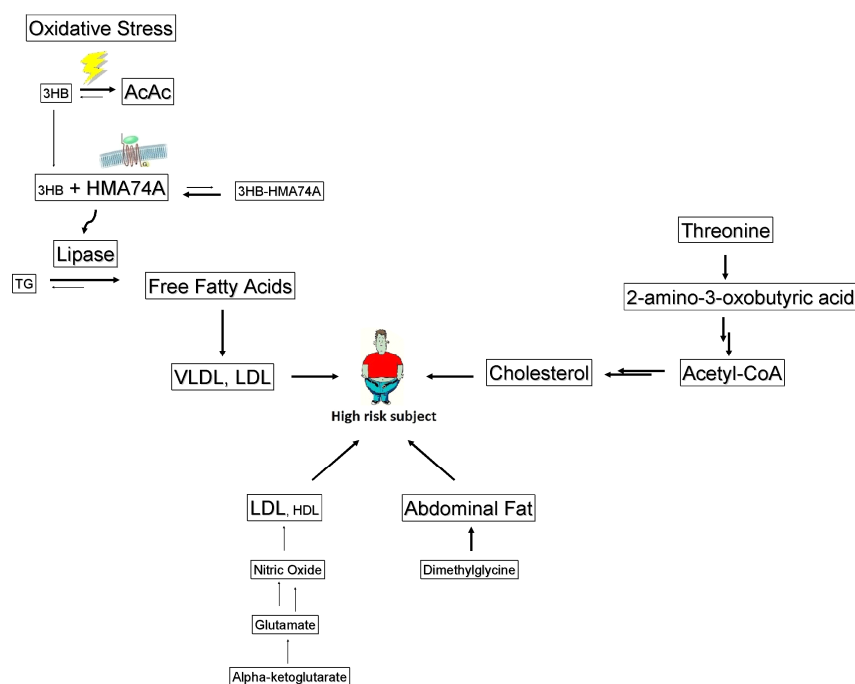 Oxidative Stress
3HB
AcAc
3HB + HMA74A
3HB-HMA74A
Lipase
TG
Free Fatty Acids
VLDL, LDL
High risk subject
Cholesterol
Acetyl-CoA
2-amino-3-oxobutyric acid
Threonine
LDL, HDL
Nitric Oxide
Glutamate
Alpha-ketoglutarate
Abdominal Fat
Dimethylglycine